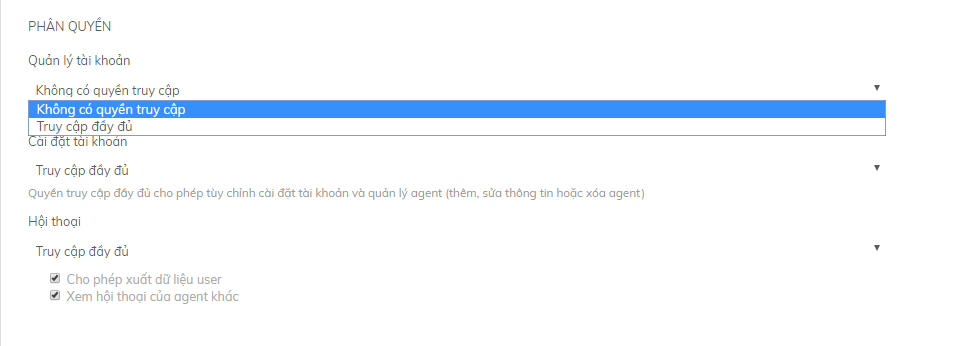 PHÂN QUYỀN
Quản lý tài khoản
Không có quyền truy cập
Không có quyền truy cập
Truy cập đầy đủ
Cài đặt tài khoản
Truy cập đầy đủ
Quyền truy cập đầy đủ cho phép tùy chỉnh cài đặt tài khoản và quản lý agent (thêm, sửa thông tin hoặc xóa agent)
Hội thoại
Truy cập đầy đủ
Cho phép xuất dữ liệu user
Xem hội thoại của agent khác